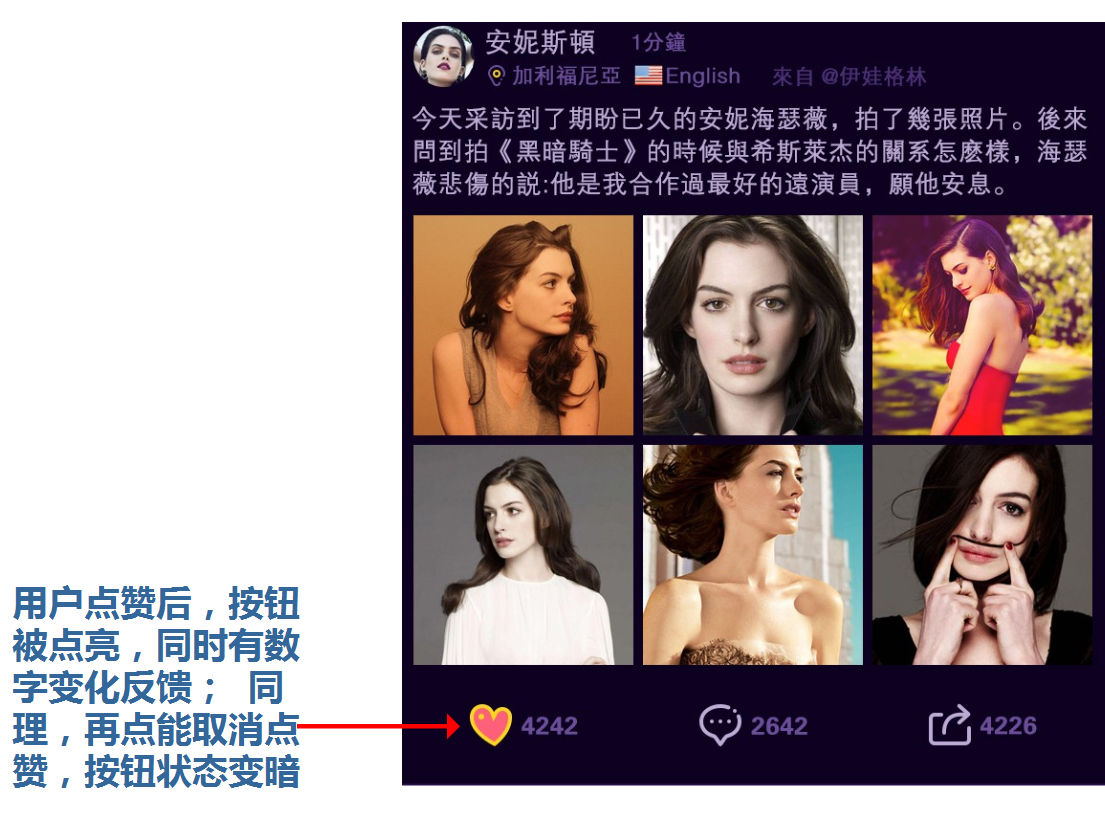 安妮斯頓 1分鐘
加利福尼亞 English 來自 @伊娃格林
今天采訪到了期盼已久的安妮海瑟薇，拍了幾張照片。後來
問到拍《黑暗騎士》的時候與希斯萊杰的關系怎麽樣，海瑟
薇悲傷的説:他是我合作過最好的遠演員，願他安息。
用户点赞后，按钮
被点亮，同时有数
字变化反馈； 同
理，再点能取消点
赞，按钮状态变暗
4242 2642 4226